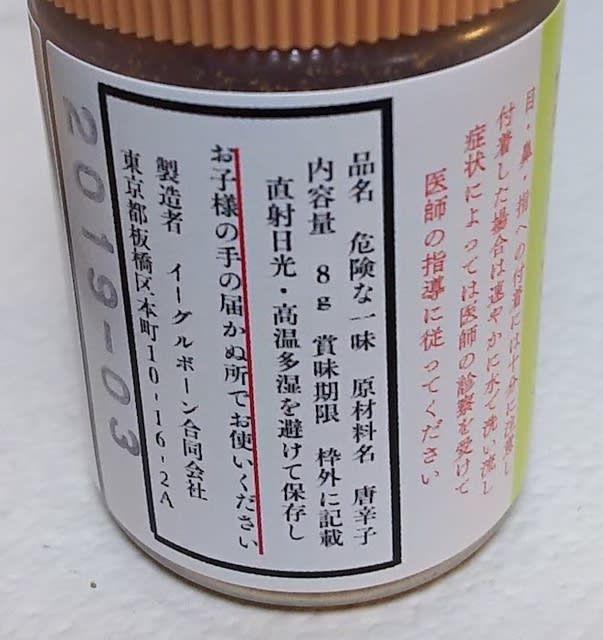 目・鼻・指への付着には十分に注意し
付着した場合は速やかに水で洗い流し
症状によっては医師の診察を受けて
医師の指導に従ってください
品名 危険な一味 原材料名 唐辛子
内容量 8g 賞味期限 枠外に記載
直射日光・高温多湿を避けて保存し
お子様の手の届かぬ所でお使いください
製造者 イーグルボーン合同会社
東京都板橋区本町10-16-2A
2019-03